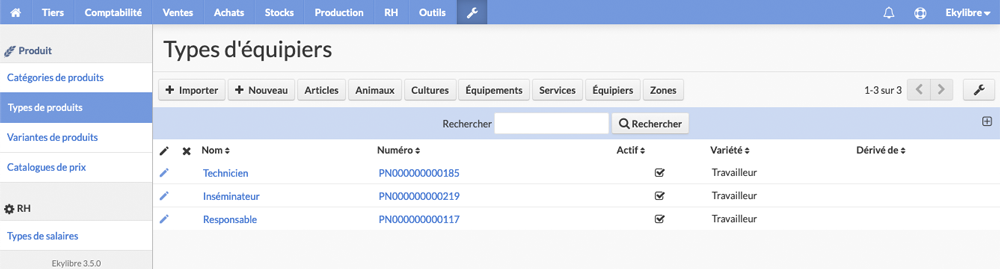 Tiers Comptabilité Ventes Achats Stocks Production RH Outils Ekylibre
Produit
Catégories de produits
Types de produits
Variantes de produits
Catalogues de prix
RH
Types de salaires
Ekylibre 3.5.0
Types d'équipiers
Importer Nouveau Articles Animaux Cultures Équipements Services Équipiers Zones 1-3 sur 3
Rechercher Rechercher
Nom Numéro Actif Variété Dérivé de
Technicien PN000000000185 Travailleur
Inséminateur PN000000000219 Travailleur
Responsable PN000000000117 Travailleur